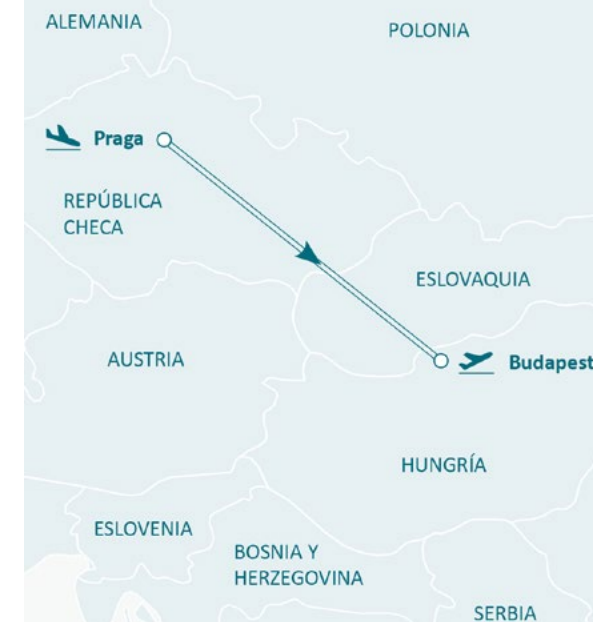 ALEMANIA
POLONIA
Praga
REPÚBLICA
CHECA
ESLOVAQUIA
AUSTRIA
Budapest
HUNGRÍA
ESLOVENIA
BOSNIA Y
HERZEGOVINA
SERBIA